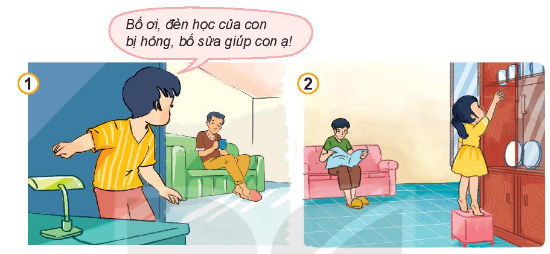 Bố ơi, đèn học của con
bị hỏng, bố sửa giúp con ạ!
1
2